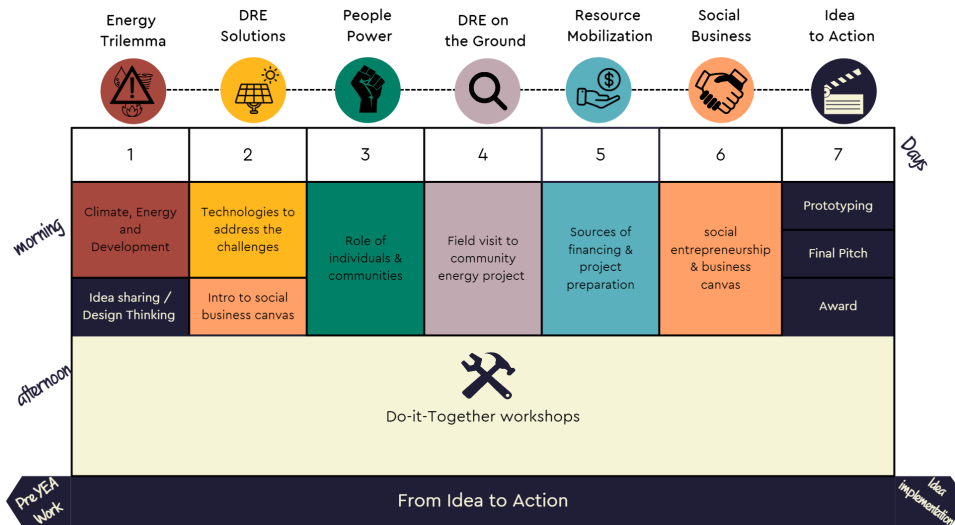 Energy
Trilemma
DRE
Solutions
People
Power
DRE on
the Ground
Resource
Mobilization
Social
Business
Idea
to Action
$
1
2
3
4
5
6
7
Days
morning
Climate, Energy
and
Development
Technologies to
address the
challenges
Role of
individuals &
communities
Field visit to
community
energy project
Sources of
financing &
project
preparation
social
entrepreneurship
& business
canvas
Prototyping
Final Pitch
Award
Idea sharing /
Design Thinking
Intro to social
business canvas
afternoon
Do-it-Together workshops
Pre YEA
Work
From Idea to Action
Idea
implementation